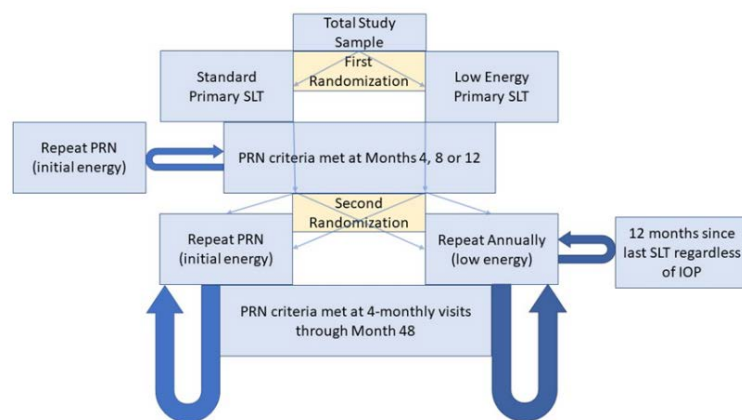 Total Study
Sample
Standard
Primary SLT
First
Randomization
Low Energy
Primary SLT
Repeat PRN
(initial energy)
PRN criteria met at Months 4, 8 or 12
Second
Randomization
Repeat PRN
(initial energy)
Repeat Annually
(low energy)
12 months since
last SLT regardless
of IOP
PRN criteria met at 4-monthly visits
through Month 48